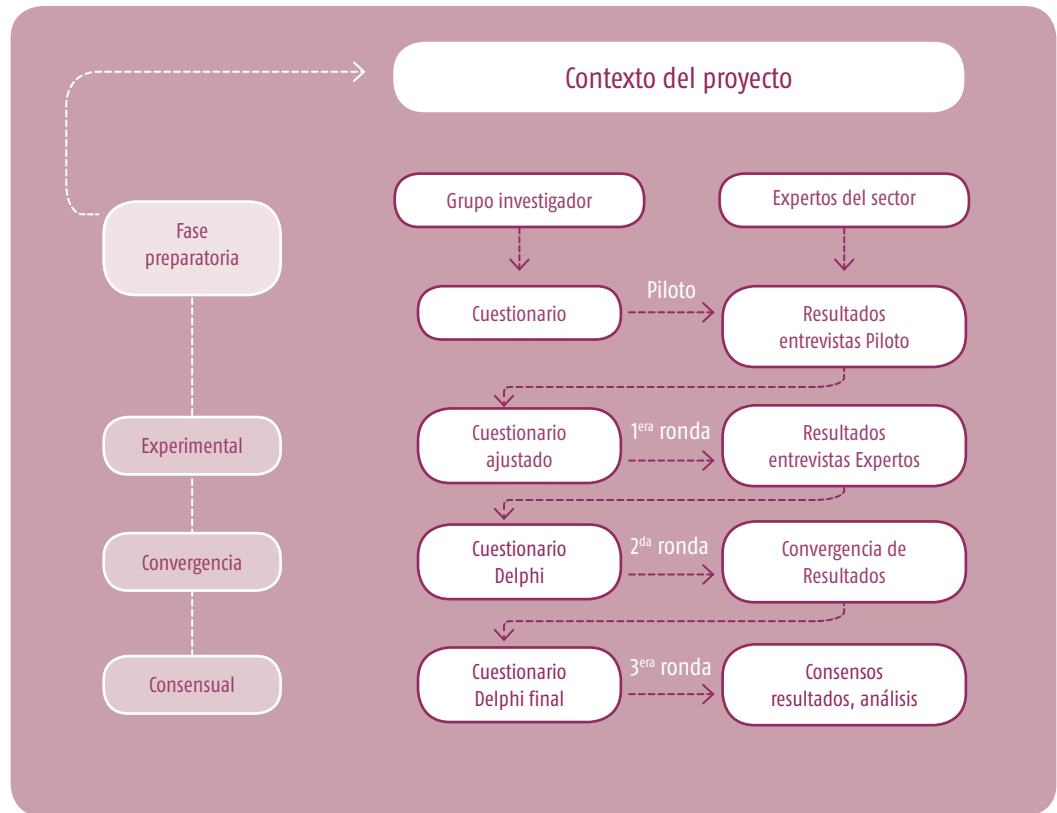 Contexto del proyecto
Grupo investigador
Expertos del sector
Fase
preparatoria
Cuestionario
Piloto
Resultados
entrevistas Piloto
Experimental
Cuestionario
ajustado
1era ronda
Resultados
entrevistas Expertos
Convergencia
Cuestionario
Delphi
2da ronda
Convergencia de
Resultados
Consensual
Cuestionario
Delphi final
3era ronda
Consensos
resultados, análisis